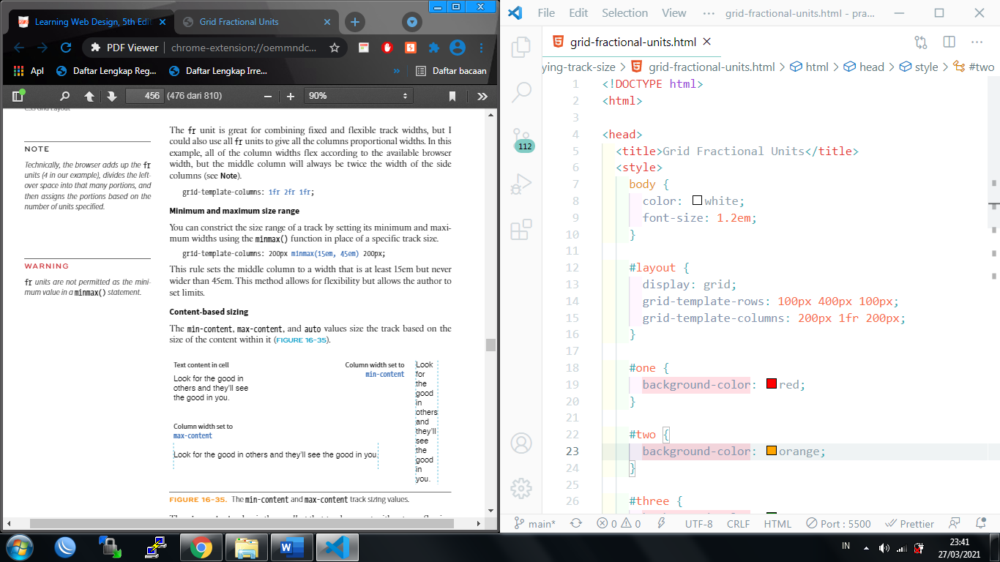 Learning Web Design, 5th Edi
Grid Fractional Units
PDF Viewer
chrome-extension://oemmndc...
Apl
Daftar Lengkap Reg...
Daftar Lengkap Irre...
»
Daftar bacaan
456
(476 dari 810)
90%
NOTE
Technically, the browser adds up the fr
units (4 in our example), divides the left-
over space into that many portions, and
then assigns the portions based on the
number of units specified.
WARNING
fr units are not permitted as the mini-
mum value in a minmax() statement.
The fr unit is great for combining fixed and flexible track widths, but I
could also use all fr units to give all the columns proportional widths. In this
example, all of the column widths flex according to the available browser
width, but the middle column will always be twice the width of the side
columns (see Note).
grid-template-columns: 1fr 2fr 1fr;
Minimum and maximum size range
You can constrict the size range of a track by setting its minimum and maxi-
mum widths using the minmax() function in place of a specific track size.
grid-template-columns: 200px minmax(15em, 45em) 200px;
This rule sets the middle column to a width that is at least 15em but never
wider than 45em. This method allows for flexibility but allows the author to
set limits.
Content-based sizing
The min-content, max-content, and auto values size the track based on the
size of the content within it (FIGURE 16-35).
Text content in cell
Look for the good in
others and they'll see
the good in you.
Column width set to
max-content
Look for the good in others and they'll see the good in you.
Column width set to
min-content
Look
for
the
good
in
others
and
they'll
see
the
good
in
you.
FIGURE 16-35. The min-content and max-content track sizing values.
File Edit Selection View ··· grid-fractional-units.html - pra...
grid-fractional-units.html
ying-track-size > grid-fractional-units.html > html > head > style > #two
112
1 <!DOCTYPE html>
2 <html>
3
4 <head>
5 <title>Grid Fractional Units</title>
6 <style>
7 body {
8 color: white;
9 font-size: 1.2em;
10 }
11
12 #layout {
13 display: grid;
14 grid-template-rows: 100px 400px 100px;
15 grid-template-columns: 200px 1fr 200px;
16 }
17
18 #one {
19 background-color: red;
20 }
21
22 #two {
23 background-color: orange;
24 }
25
26 #three {
main* 0 0 UTF-8 CRLF HTML Port : 5500 Prettier
IN
23:41
27/03/2021